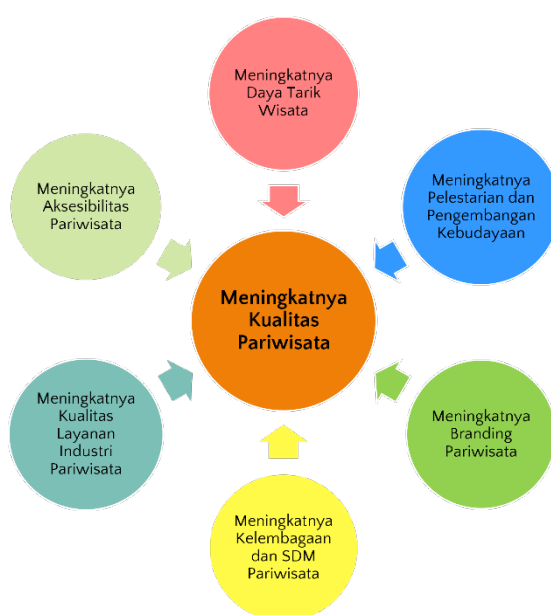 Meningkatnya
Daya Tarik
Wisata
Meningkatnya
Pelestarian dan
Pengembangan
Kebudayaan
Meningkatnya
Branding
Pariwisata
Meningkatnya
Kelembagaan
dan SDM
Pariwisata
Meningkatnya
Kualitas
Layanan
Industri
Pariwisata
Meningkatnya
Aksesibilitas
Pariwisata
Meningkatnya
Kualitas
Pariwisata